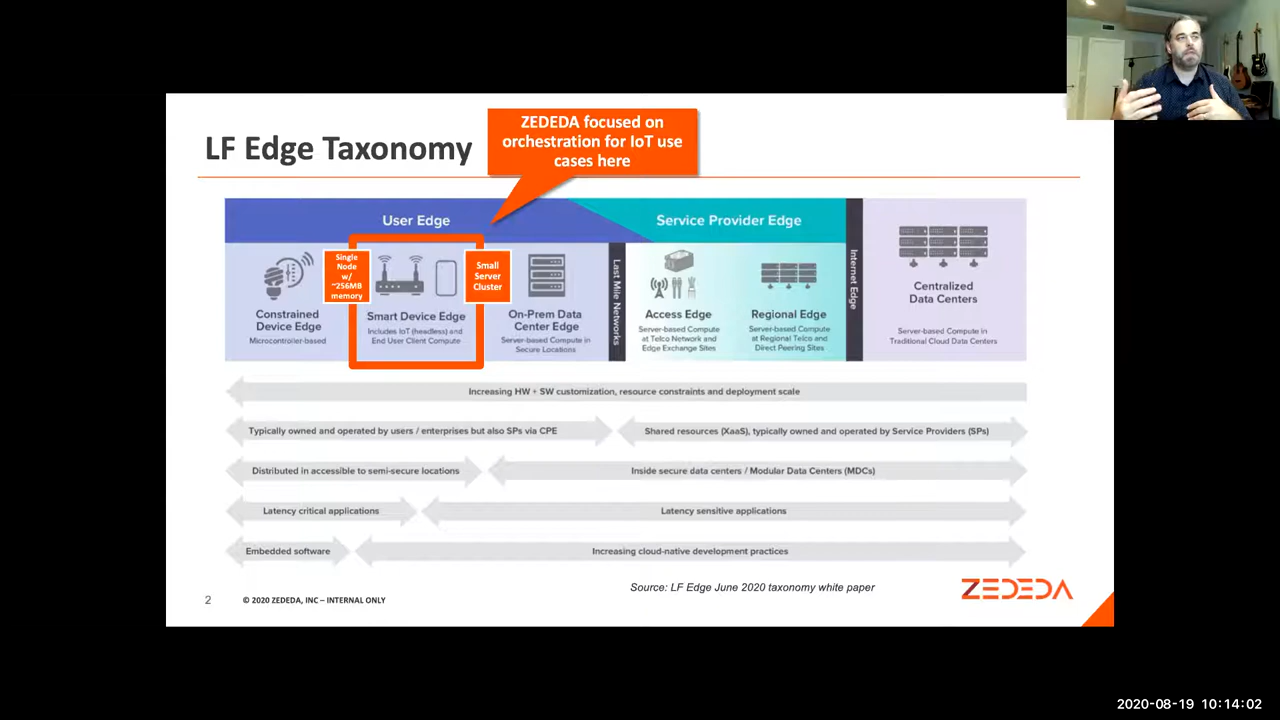 LF Edge Taxonomy
ZEDEDA focused on
orchestration for IoT use
cases here
User Edge
Service Provider Edge
Single
Node
w/
~256MB
memory
Small
Server
Cluster
Constrained
Device Edge
Microcontroller-based
Smart Device Edge
Includes IoT (headless) and
End User Client Compute
On-Prem Data
Center Edge
Server-based Compute in
Secure Locations
Last Mile Networks
Access Edge
Server-based Compute
at Telco Network and
Edge Exchange Sites
Regional Edge
Server-based Compute
at Regional Telco and
Direct Peering Sites
Internet Edge
Centralized
Data Centers
Server-based Compute in
Traditional Cloud Data Centers
Increasing HW + SW customization, resource constraints and deployment scale
Typically owned and operated by users / enterprises but also SPs via CPE
Shared resources (XaaS), typically owned and operated by Service Providers (SPs)
Distributed in accessible to semi-secure locations
Inside secure data centers / Modular Data Centers (MDCs)
Latency critical applications
Latency sensitive applications
Embedded software
Increasing cloud-native development practices
Source: LF Edge June 2020 taxonomy white paper
ZEDEDA
2
© 2020 ZEDEDA, INC – INTERNAL ONLY
2020-08-19 10:14:02